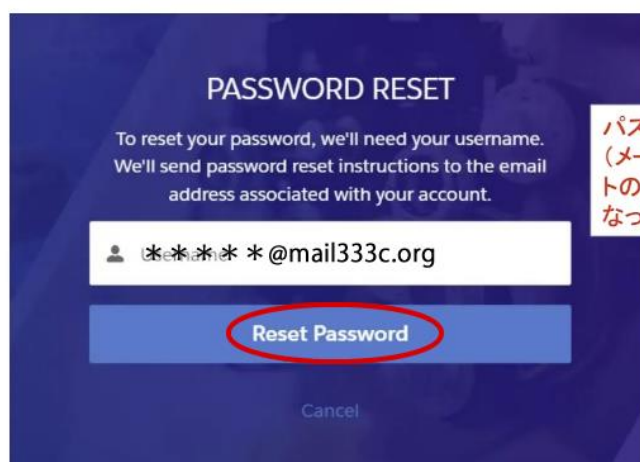 PASSWORD RESET
To reset your password, we'll need your username.
We'll send password reset instructions to the email
address associated with your account.
パス
(メー
トの
なっ
*****@mail333c.org
Reset Password
Cancel